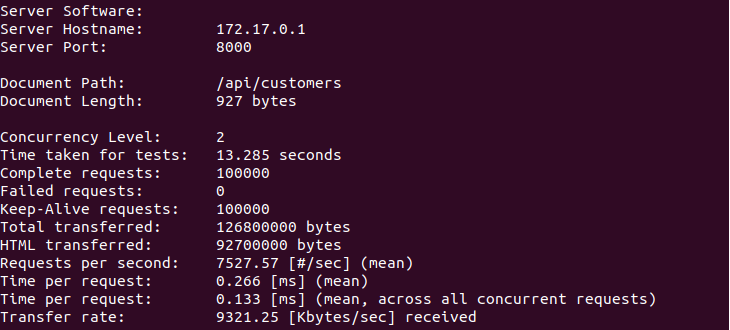 Server Software:
Server Hostname: 172.17.0.1
Server Port: 8000
Document Path: /api/customers
Document Length: 927 bytes
Concurrency Level: 2
Time taken for tests: 13.285 seconds
Complete requests: 100000
Failed requests: 0
Keep-Alive requests: 100000
Total transferred: 126800000 bytes
HTML transferred: 92700000 bytes
Requests per second: 7527.57 [#/sec] (mean)
Time per request: 0.266 [ms] (mean)
Time per request: 0.133 [ms] (mean, across all concurrent requests)
Transfer rate: 9321.25 [Kbytes/sec] received